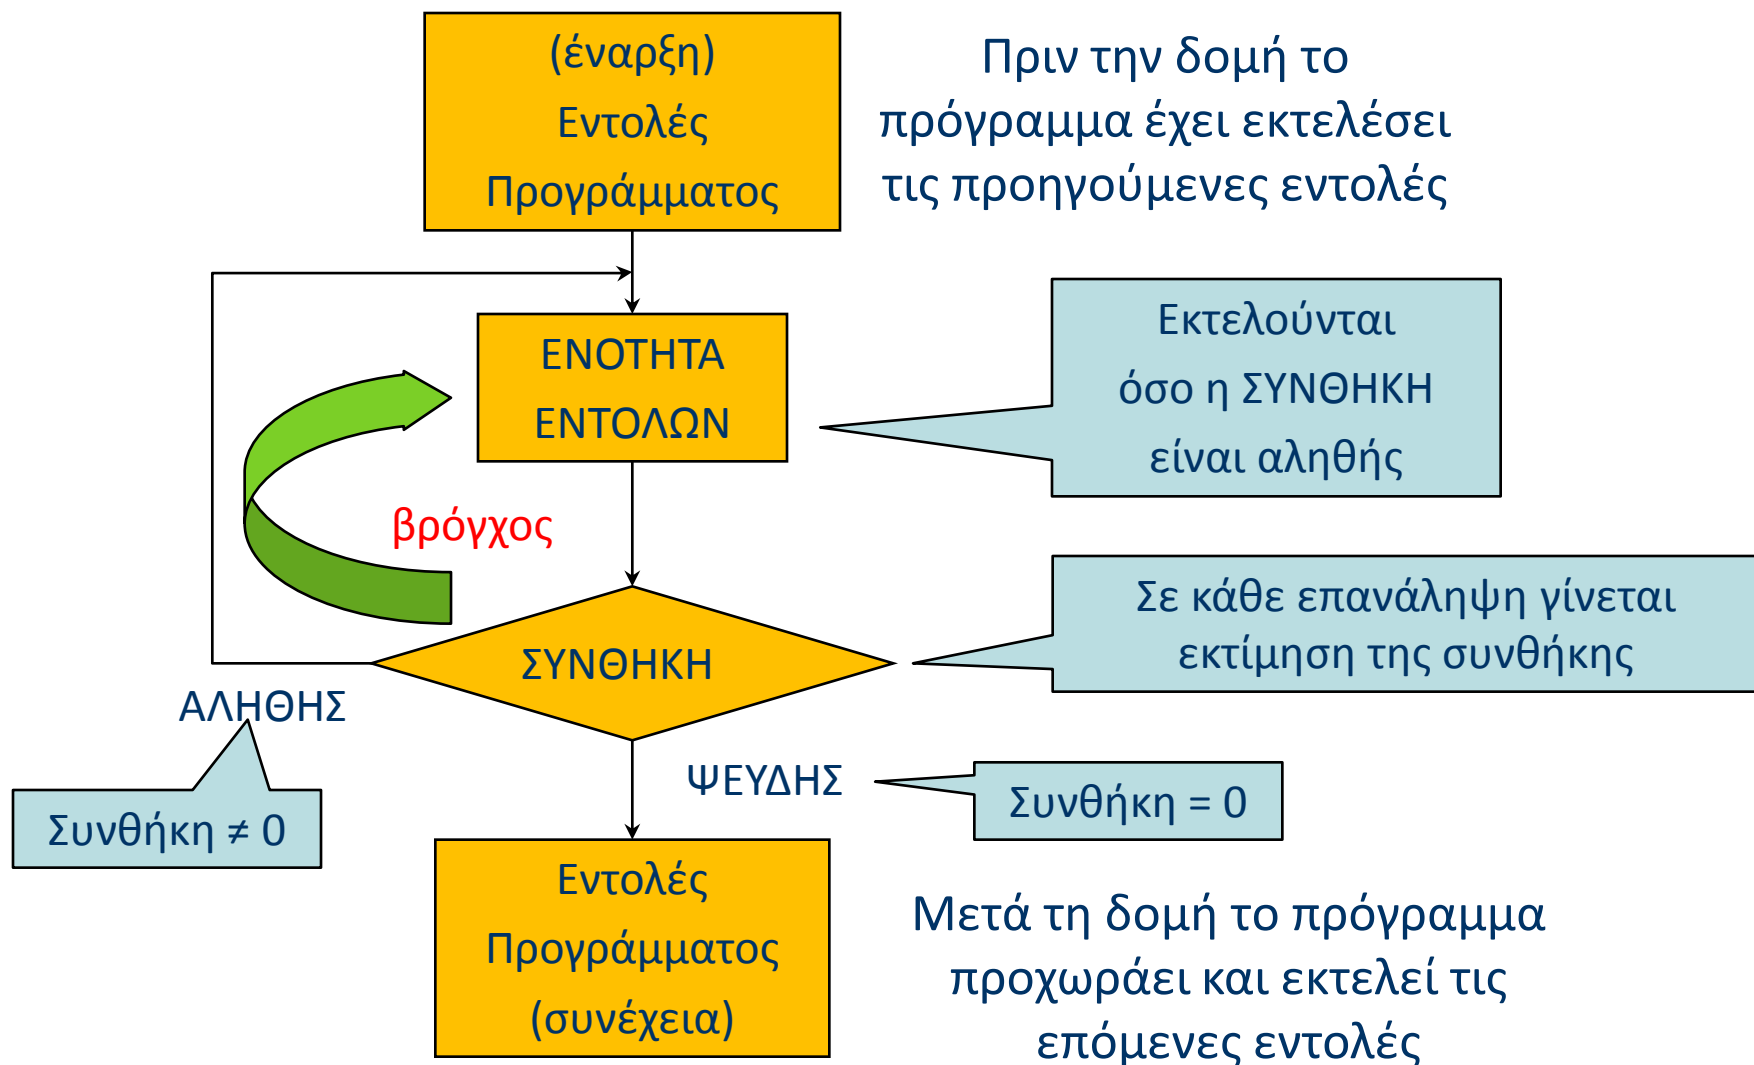 (έναρξη)
Εντολές
Προγράμματος
Πριν την δομή το
πρόγραμμα έχει εκτελέσει
τις προηγούμενες εντολές
ΕΝΟΤΗΤΑ
ΕΝΤΟΛΩΝ
Εκτελούνται
όσο η ΣΥΝΘΗΚΗ
είναι αληθής
βρόγχος
Σε κάθε επανάληψη γίνεται
εκτίμηση της συνθήκης
ΣΥΝΘΗΚΗ
ΑΛΗΘΗΣ
ΨΕΥΔΗΣ
Συνθήκη = 0
Συνθήκη ≠ 0
Εντολές
Προγράμματος
(συνέχεια)
Μετά τη δομή το πρόγραμμα
προχωράει και εκτελεί τις
επόμενες εντολές